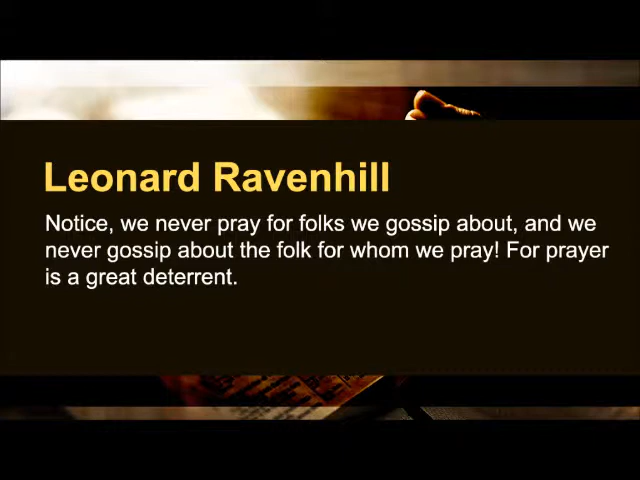 Leonard Ravenhill
Notice, we never pray for folks we gossip about, and we
never gossip about the folk for whom we pray! For prayer
is a great deterrent.